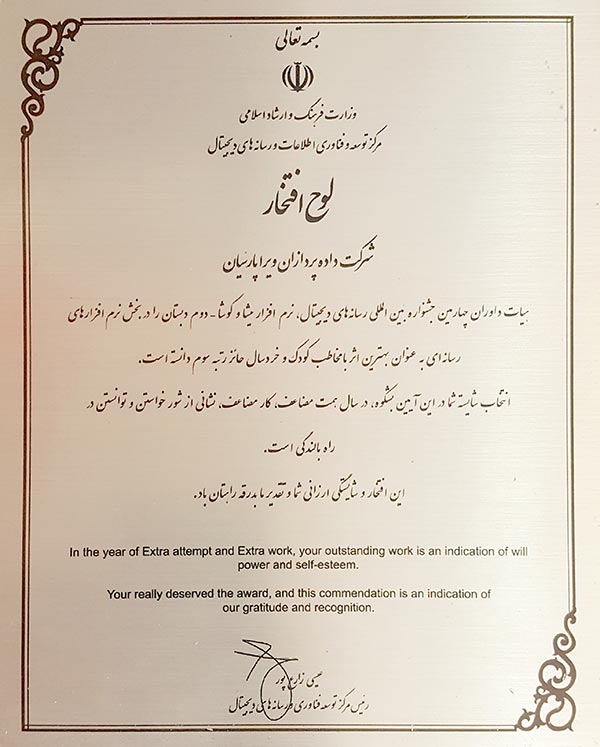 بسمه تعالی
وزارت فرهنگ و ارشاد اسلامی
مرکز توسعه و فناوری اطلاعات و رسانه های دیجیتال
لوح افتخار
شرکت داده پردازان ویرا پارسیان
هیات داوران چهارمین جشنواره بین المللی رسانه های دیجیتال، نرم افزار میشا و کوشا - دوم دبستان را در بخش نرم افزارهای
رسانه ای به عنوان بهترین اثر با مخاطب کودک و خردسال حائز رتبه سوم دانسته است.
انتخاب شایسته شما در این آیین باشکوه، در سال همت مضاعف، کار مضاعف، نشانی از شور خواستن و توانستن در
راه بالندگی است.
این افتخار و شایستگی ارزانی شما و تقدیر ما بدرقه راهتان باد.
In the year of Extra attempt and Extra work, your outstanding work is an indication of will
power and self-esteem.
Your really deserved the award, and this commendation is an indication of
our gratitude and recognition.
عیسی زارع پور
رئیس مرکز توسعه فناوری و رسانه های دیجیتال